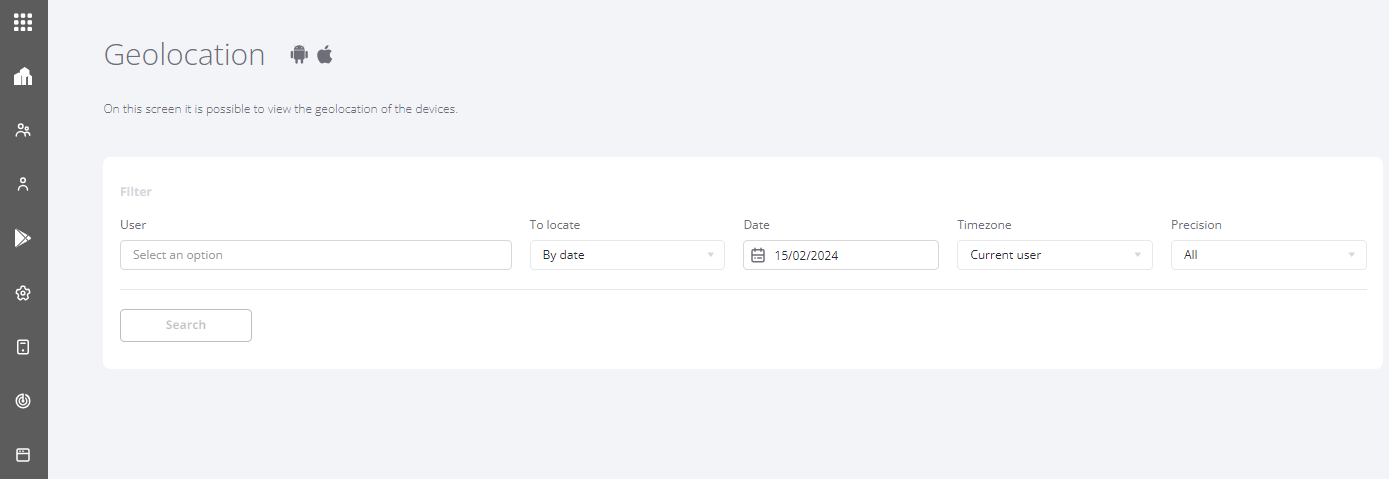 Geolocation
On this screen it is possible to view the geolocation of the devices.
Filter
User To locate Date Timezone Precision
Select an option By date 15/02/2024 Current user All
Search